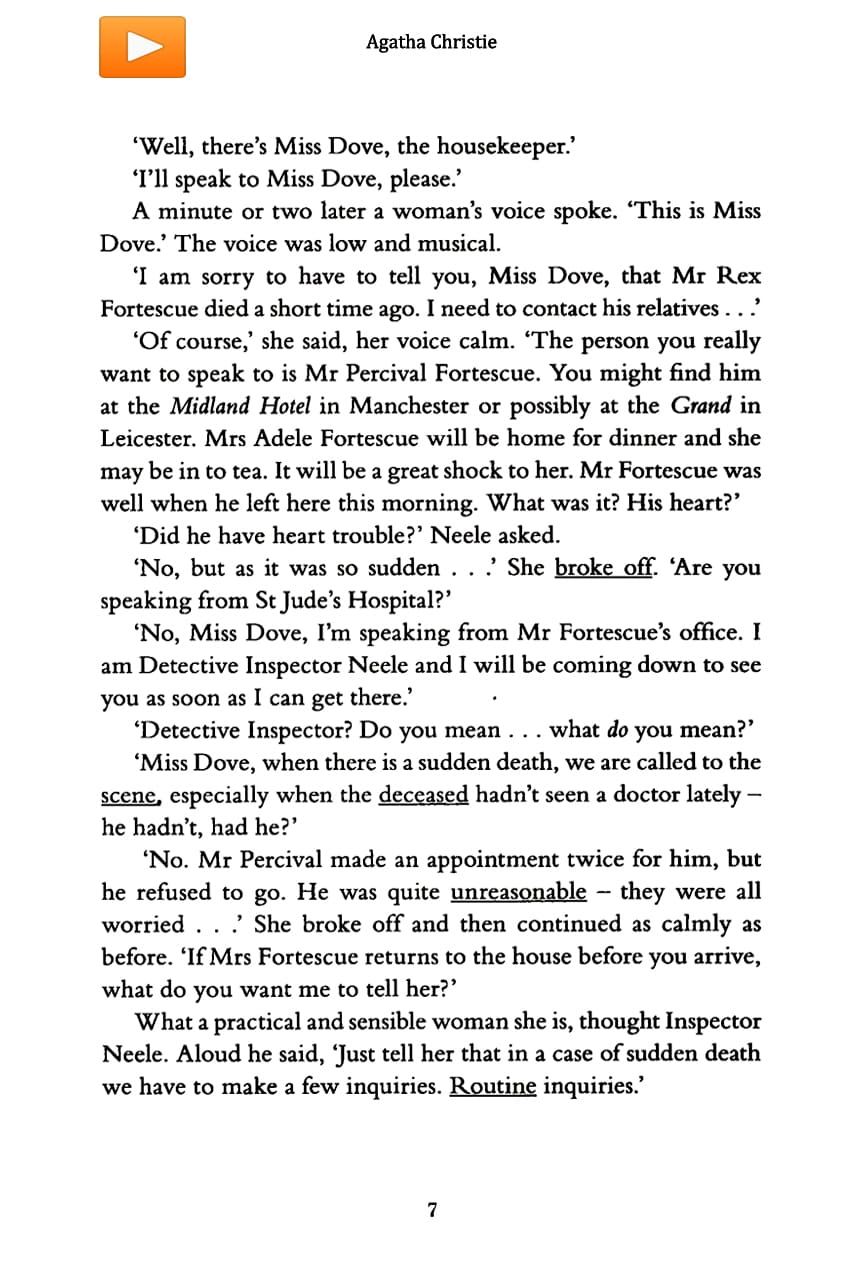 Agatha Christie
‘Well, there’s Miss Dove, the housekeeper.’
‘I’ll speak to Miss Dove, please.’
A minute or two later a woman’s voice spoke. ‘This is Miss
Dove.’ The voice was low and musical.
‘I am sorry to have to tell you, Miss Dove, that Mr Rex
Fortescue died a short time ago. I need to contact his relatives . . .’
‘Of course,’ she said, her voice calm. ‘The person you really
want to speak to is Mr Percival Fortescue. You might find him
at the Midland Hotel in Manchester or possibly at the Grand in
Leicester. Mrs Adele Fortescue will be home for dinner and she
may be in to tea. It will be a great shock to her. Mr Fortescue was
well when he left here this morning. What was it? His heart?’
‘Did he have heart trouble?’ Neele asked.
‘No, but as it was so sudden . . .’ She broke off. ‘Are you
speaking from St Jude’s Hospital?’
‘No, Miss Dove, I’m speaking from Mr Fortescue’s office. I
am Detective Inspector Neele and I will be coming down to see
you as soon as I can get there.’
‘Detective Inspector? Do you mean . . . what do you mean?’
‘Miss Dove, when there is a sudden death, we are called to the
scene, especially when the deceased hadn’t seen a doctor lately –
he hadn’t, had he?’
‘No. Mr Percival made an appointment twice for him, but
he refused to go. He was quite unreasonable – they were all
worried . . .’ She broke off and then continued as calmly as
before. ‘If Mrs Fortescue returns to the house before you arrive,
what do you want me to tell her?’
What a practical and sensible woman she is, thought Inspector
Neele. Aloud he said, ‘Just tell her that in a case of sudden death
we have to make a few inquiries. Routine inquiries.’
7